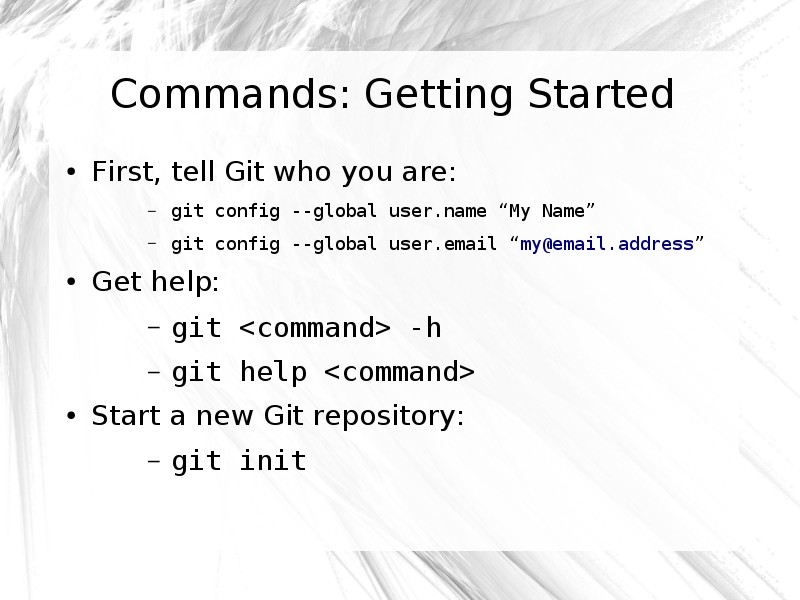 Commands: Getting Started
• First, tell Git who you are:
– git config --global user.name “My Name”
– git config --global user.email “my@email.address”
• Get help:
– git <command> -h
– git help <command>
• Start a new Git repository:
– git init